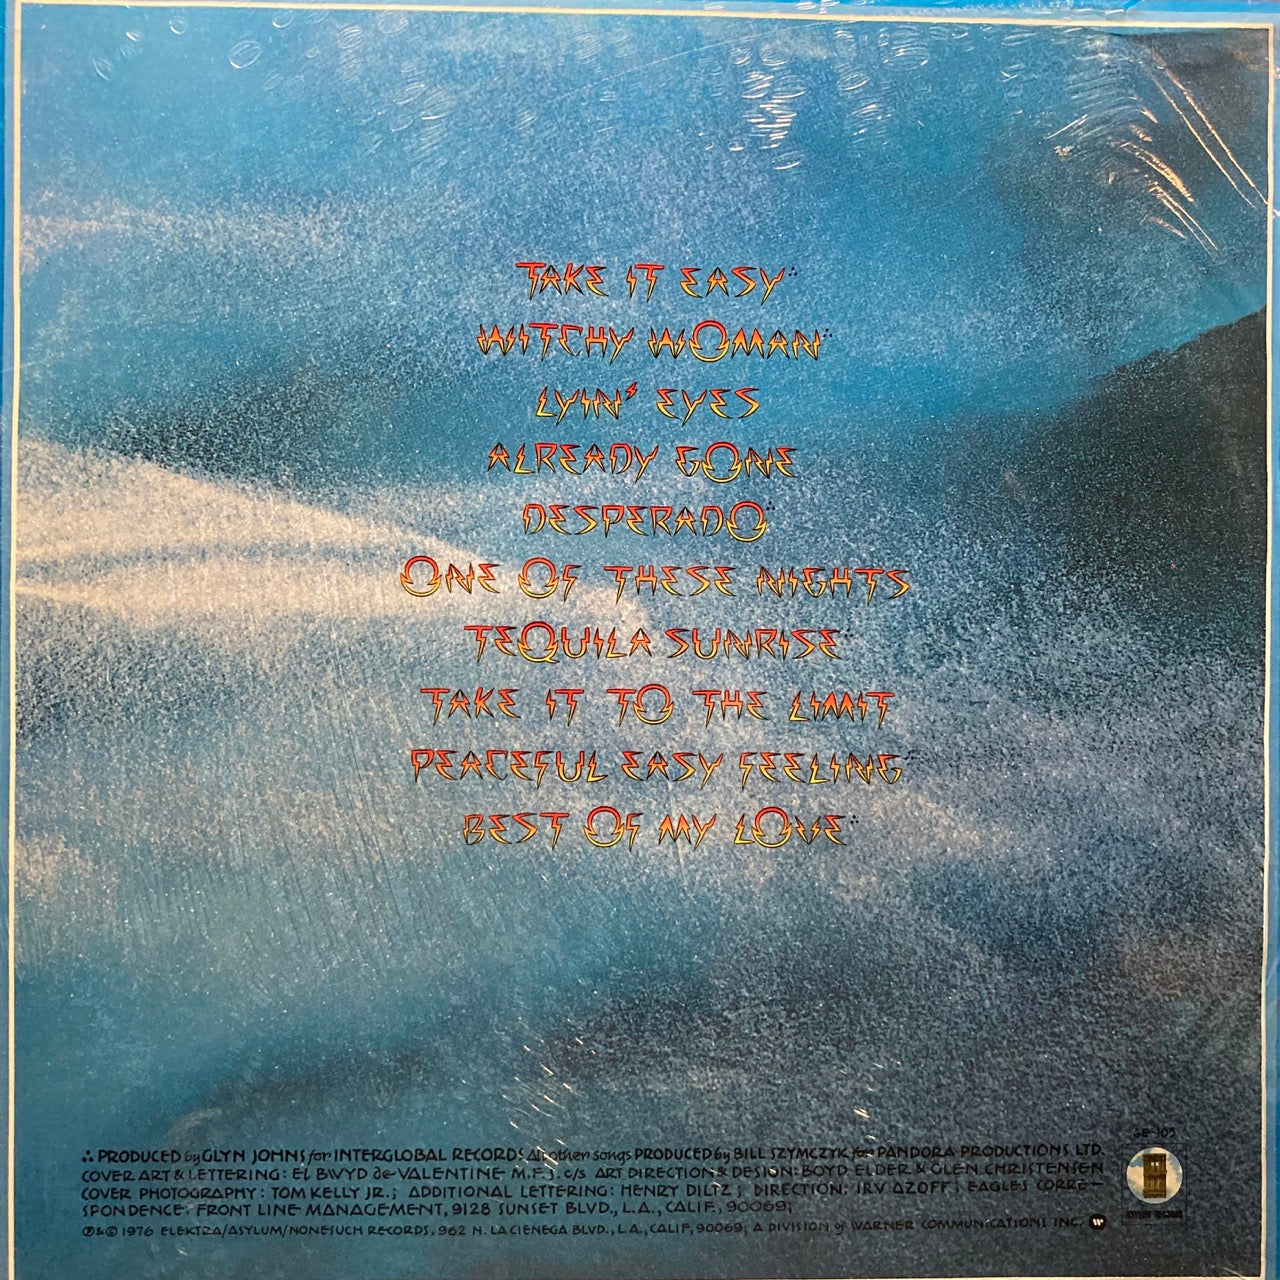 TAKE IT EASY∴
WITCHY WOMAN∴
LYIN' EYES
ALREADY GONE
DESPERADO∴
ONE OF THESE NIGHTS
TEQUILA SUNRISE∴
TAKE IT TO THE LIMIT
PEACEFUL EASY FEELING∴
BEST OF MY LOVE∴
6E-105
∴ PRODUCED by GLYN JOHNS for INTERGLOBAL RECORDS All other songs PRODUCED by BILL SZYMCZYK for PANDORA PRODUCTIONS LTD.
COVER ART & LETTERING: EL BWYD de VALENTINE M.F.J. c/s ART DIRECTION & DESIGN: BOYD ELDER & GLEN CHRISTENSEN
COVER PHOTOGRAPHY: TOM KELLY JR.; ADDITIONAL LETTERING: HENRY DILTZ; DIRECTION: IRV AZOFF; EAGLES CORRE-
SPONDENCE: FRONT LINE MANAGEMENT, 9128 SUNSET BLVD., L.A., CALIF., 90069;
℗&© 1976 ELEKTRA/ASYLUM/NONESUCH RECORDS, 962 N. LA CIENEGA BLVD., L.A., CALIF, 90069; A DIVISION of WARNER COMMUNICATIONS INC.
ASYLUM RECORDS